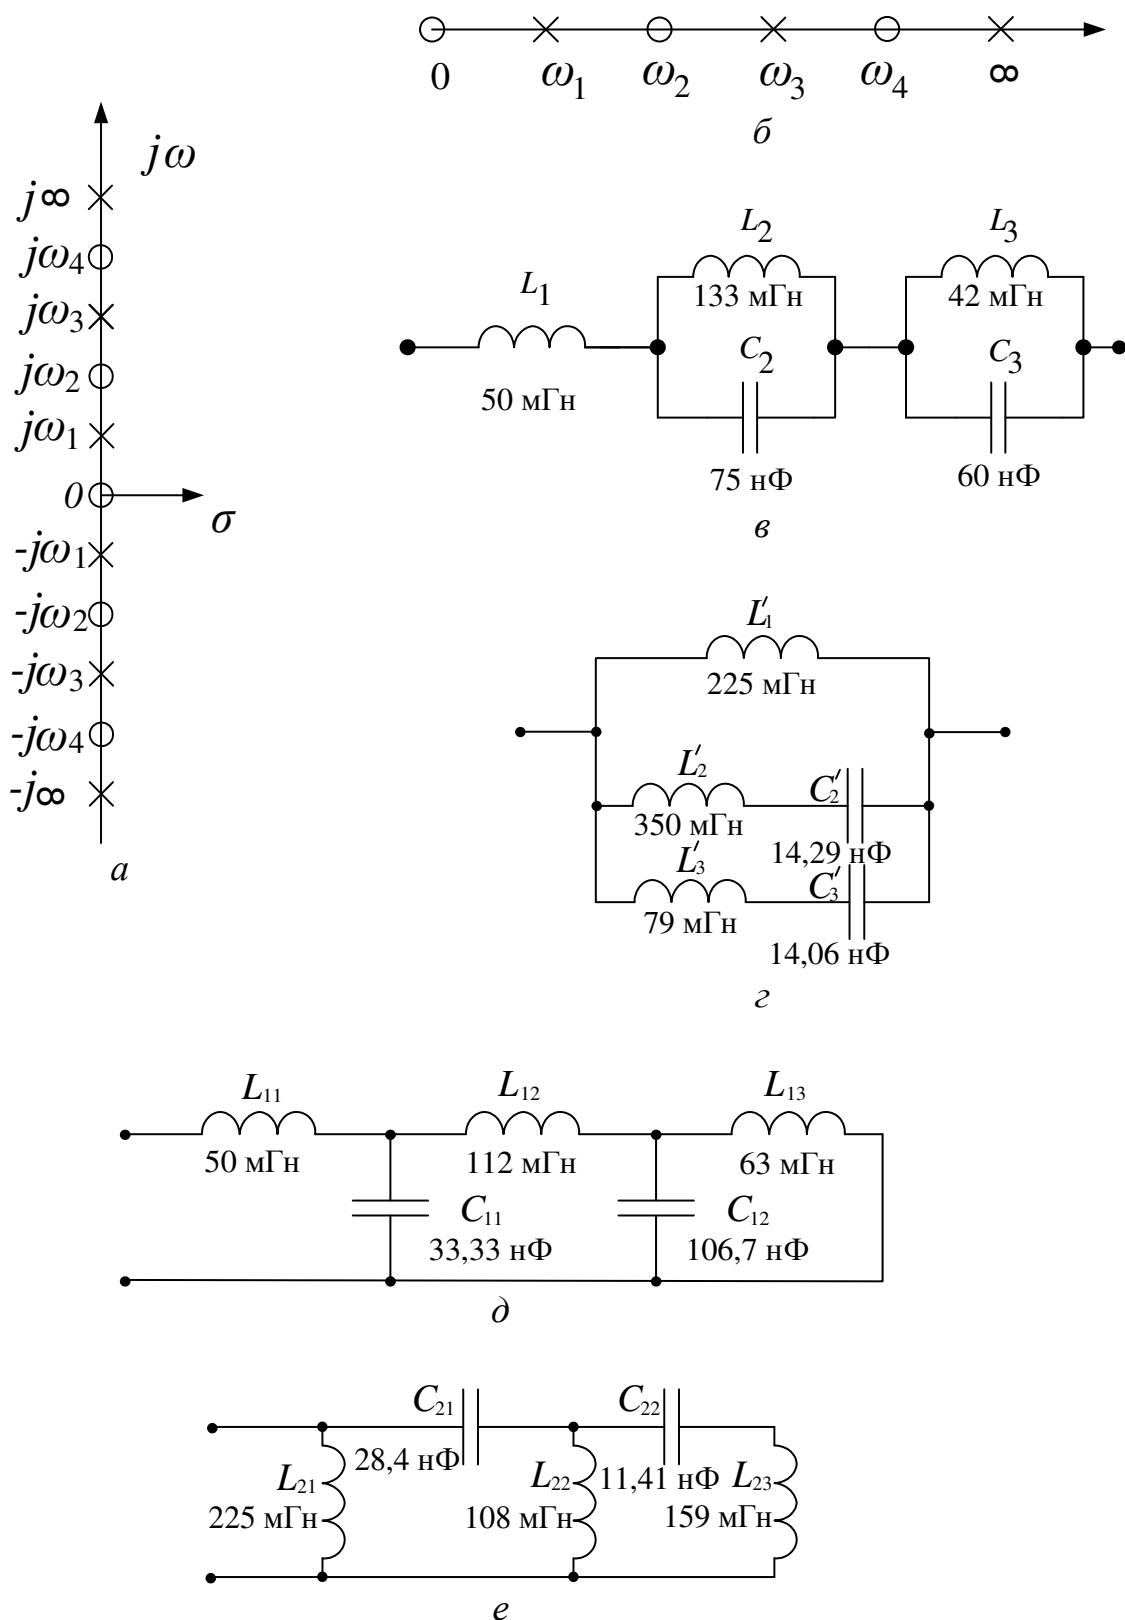 0 ω1 ω2 ω3 ω4 ∞
б
jω
j∞
jω4
jω3
jω2
jω1
0
σ
-jω1
-jω2
-jω3
-jω4
-j∞
а
L1
50 мГн
L2
133 мГн
C2
75 нФ
L3
42 мГн
C3
60 нФ
в
L′1
225 мГн
L′2
350 мГн
C′2
14,29 нФ
L′3
79 мГн
C′3
14,06 нФ
г
L11
50 мГн
L12
112 мГн
L13
63 мГн
C11
33,33 нФ
C12
106,7 нФ
д
C21
28,4 нФ
C22
11,41 нФ
L21
225 мГн
L22
108 мГн
L23
159 мГн
е